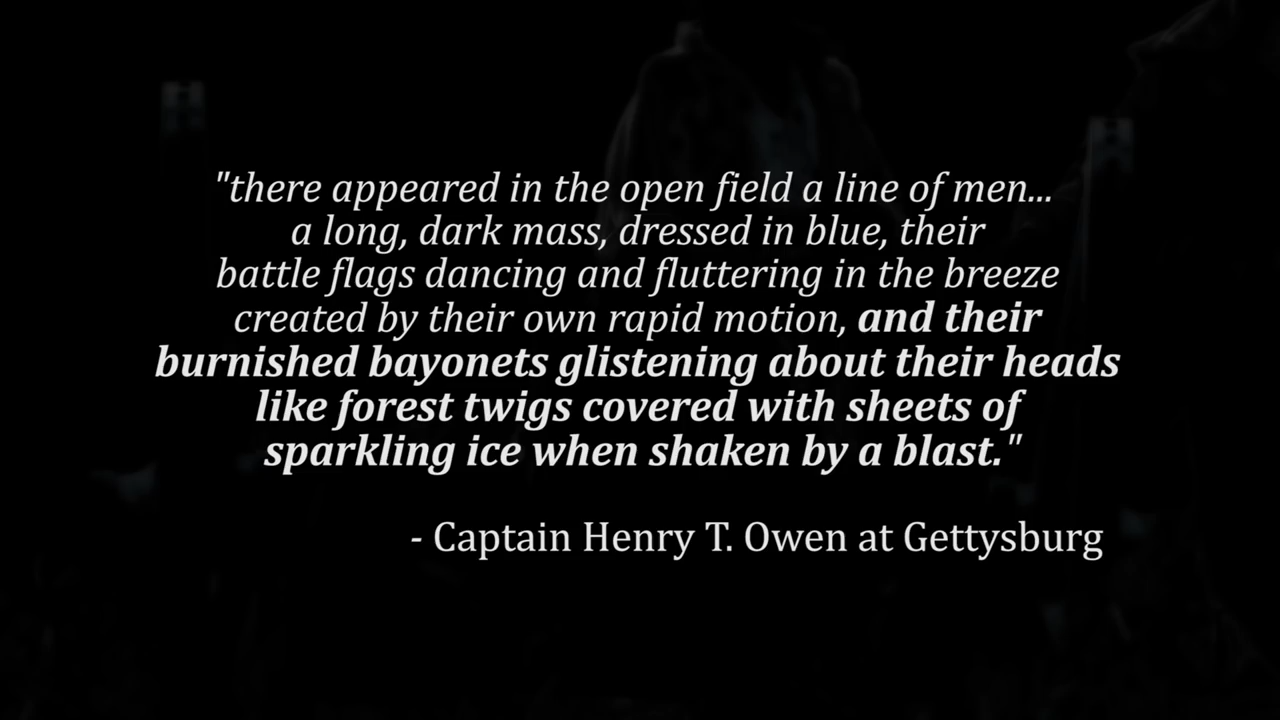 "there appeared in the open field a line of men...
a long, dark mass, dressed in blue, their
battle flags dancing and fluttering in the breeze
created by their own rapid motion, and their
burnished bayonets glistening about their heads
like forest twigs covered with sheets of
sparkling ice when shaken by a blast."
- Captain Henry T. Owen at Gettysburg